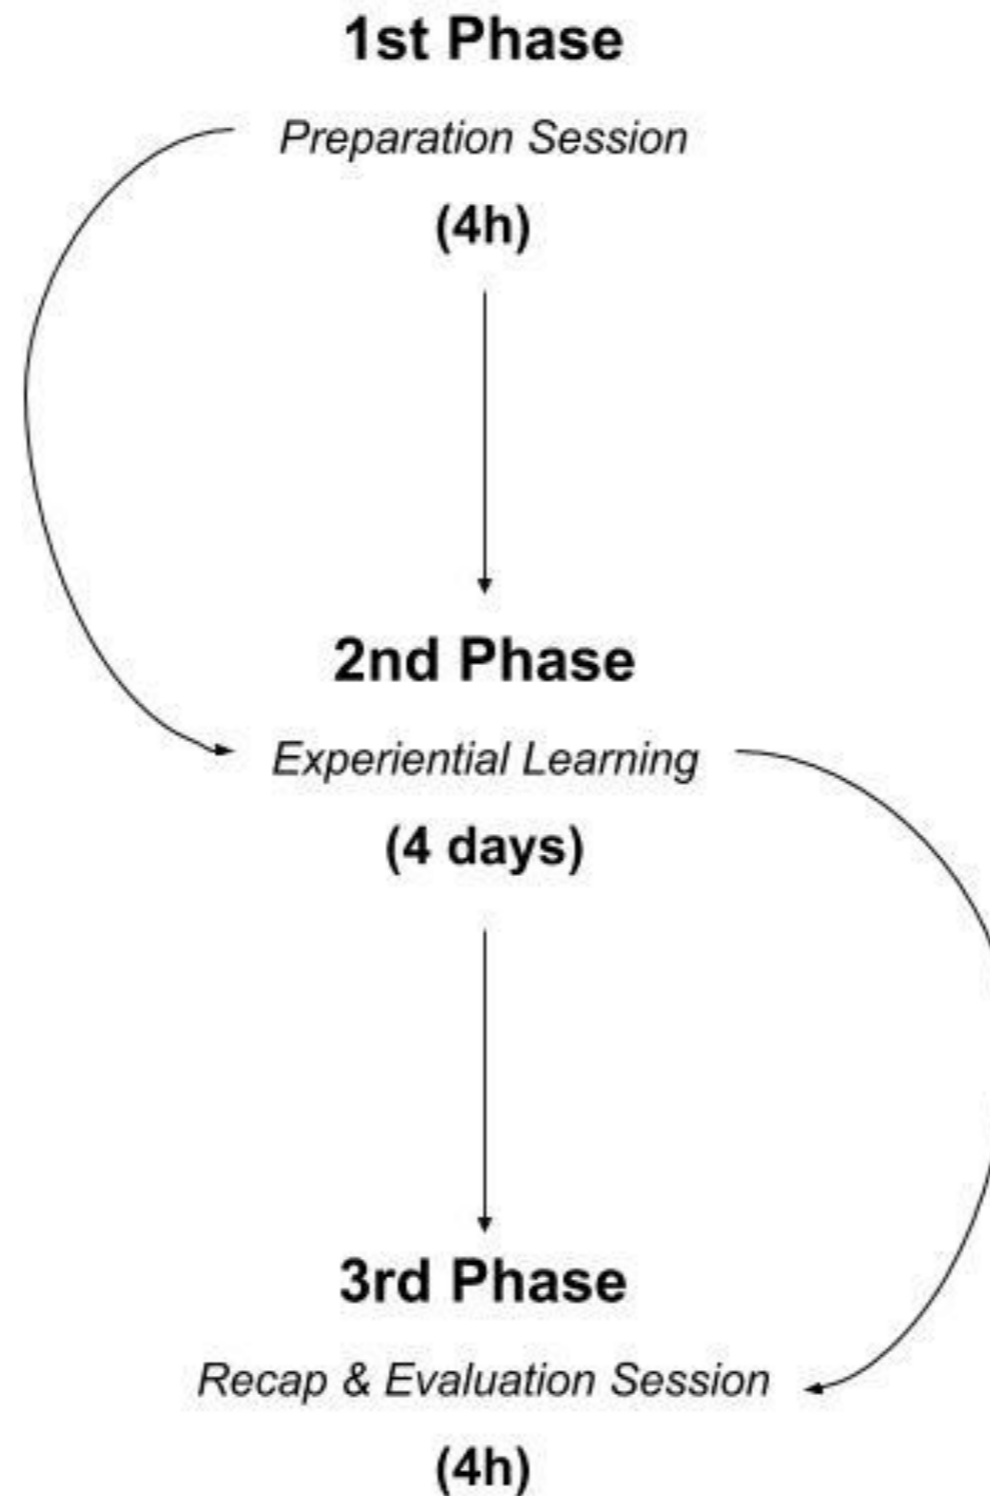 1st Phase
Preparation Session
(4h)
2nd Phase
Experiential Learning
(4 days)
3rd Phase
Recap & Evaluation Session
(4h)